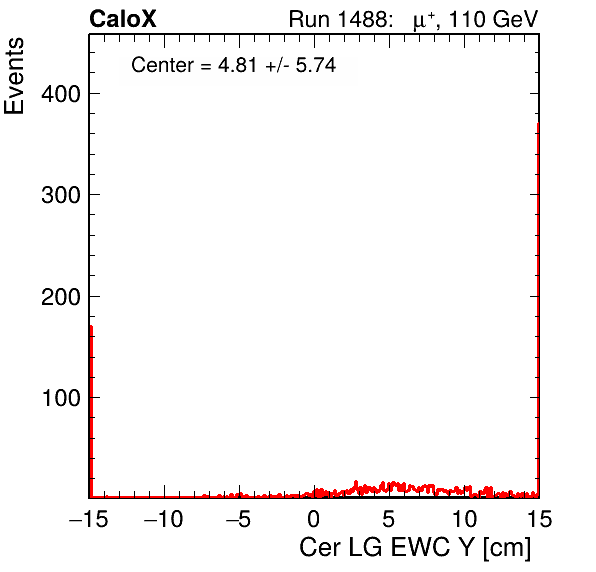 CaloX Run 1488: μ⁺, 110 GeV
Center = 4.81 +/- 5.74
Events
400
300
200
100
−15 −10 −5 0 5 10 15
Cer LG EWC Y [cm]